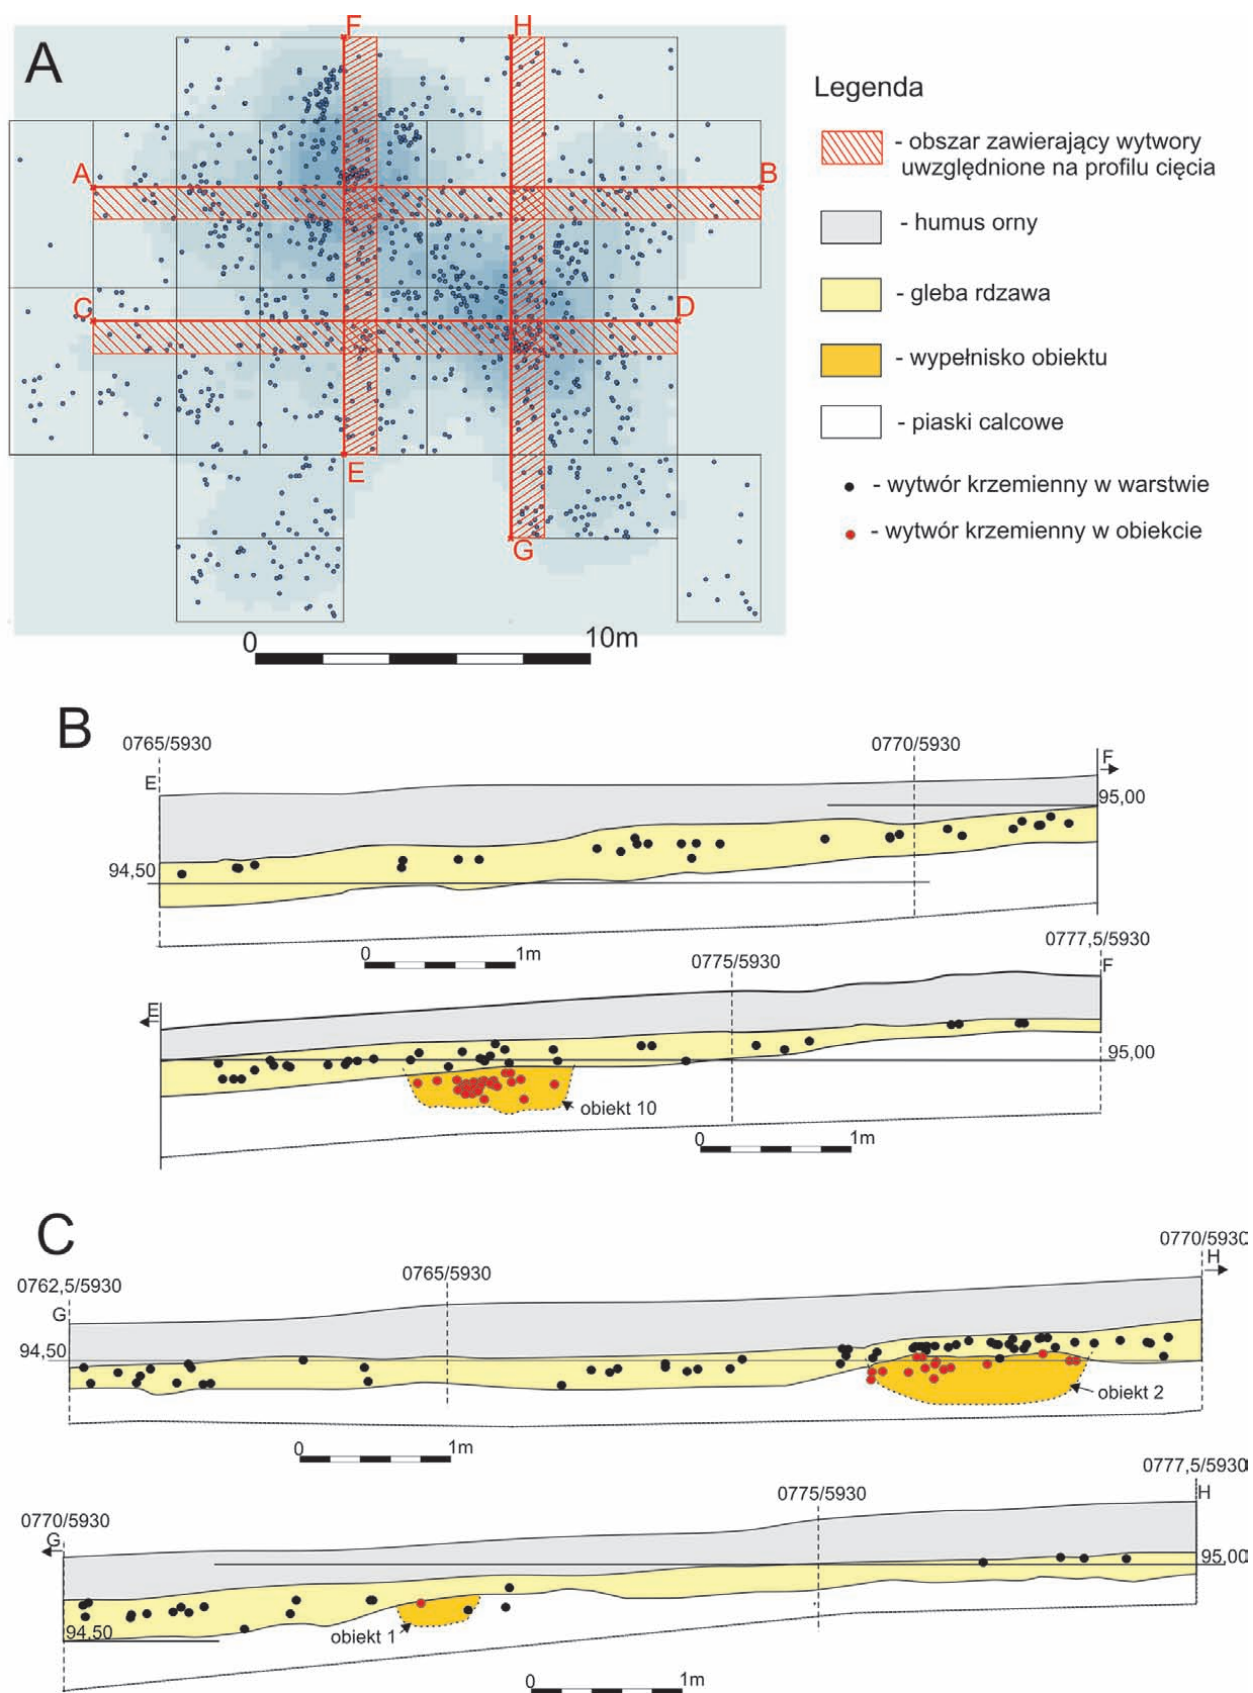 A
F
H
A
B
C
D
E
G
0
10m
Legenda
- obszar zawierający wytwory
uwzględnione na profilu cięcia
- humus orny
- gleba rdzawa
- wypełnisko obiektu
- piaski calcowe
- wytwór krzemienny w warstwie
- wytwór krzemienny w obiekcie
B
0765/5930
0770/5930
E
F
95,00
94,50
0
1m
0777,5/5930
0775/5930
E
F
95,00
obiekt 10
0
1m
C
0770/5930
0762,5/5930
0765/5930
H
G
94,50
obiekt 2
0
1m
0777,5/5930
0770/5930
0775/5930
G
H
95,00
94,50
obiekt 1
0
1m